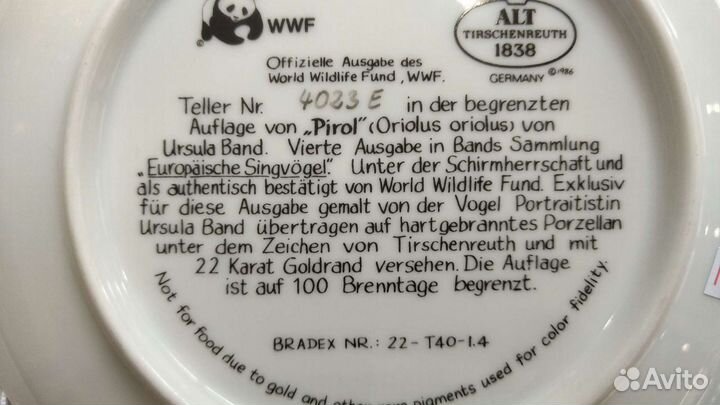 WWF
ALT
TIRSCHENREUTH
1838
GERMANY ©1986
Offizielle Ausgabe des
World Wildlife Fund, WWF.
Teller Nr. 4023 E in der begrenzten
Auflage von „Pirol” (Oriolus oriolus) von
Ursula Band. Vierte Ausgabe in Bands Sammlung
„Europäische Singvögel”. Unter der Schirmherrschaft und
als authentisch bestätigt von World Wildlife Fund. Exklusiv
für diese Ausgabe gemalt von der Vogel Portraitistin
Ursula Band übertragen auf hartgebranntes Porzellan
unter dem Zeichen von Tirschenreuth und mit
22 Karat Goldrand versehen. Die Auflage
ist auf 100 Brenntage begrenzt.
BRADEX NR.: 22-T40-1.4
Not for food due to gold and other pigments used for color fidelity.
Avito